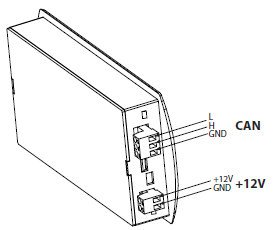 L
H CAN
GND
+12V
GND +12V